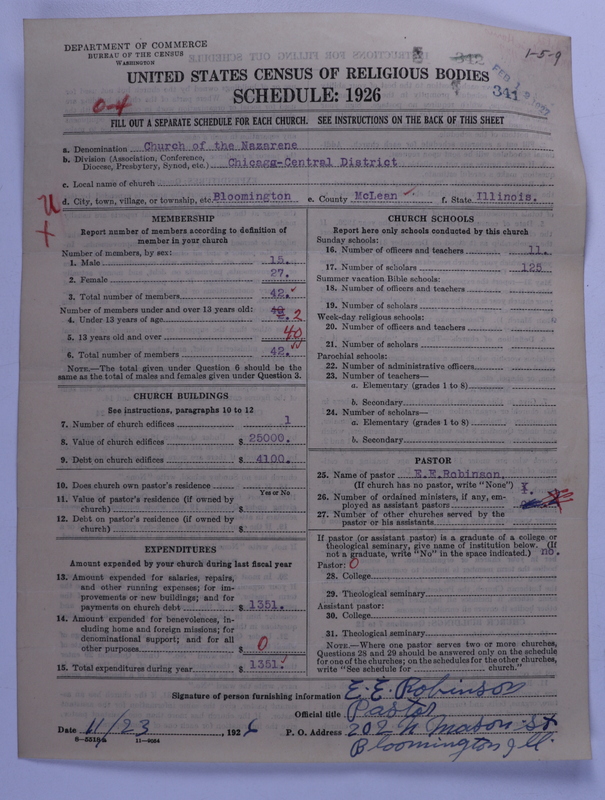 DEPARTMENT OF COMMERCE
BUREAU OF THE CENSUS
WASHINGTON
342
341
1-5-9
UNITED STATES CENSUS OF RELIGIOUS BODIES
SCHEDULE: 1926
0-4
FILL OUT A SEPARATE SCHEDULE FOR EACH CHURCH. SEE INSTRUCTIONS ON THE BACK OF THIS SHEET
a. Denomination Church of the Nazarene
b. Division (Association, Conference, Diocese, Presbytery, Synod, etc.) Chicago-Central District
c. Local name of church
d. City, town, village, or township, etc. Bloomington e. County McLean f. State Illinois.
MEMBERSHIP
Report number of members according to definition of
member in your church
Number of members, by sex:
1. Male 15.
2. Female 27.
3. Total number of members 42.
Number of members under and over 13 years old:
4. Under 13 years of age 2
5. 13 years old and over 40
6. Total number of members 42.
NOTE.—The total given under Question 6 should be the
same as the total of males and females given under Question 3.
CHURCH BUILDINGS
See instructions, paragraphs 10 to 12
7. Number of church edifices 1
8. Value of church edifices $ 25000.
9. Debt on church edifices $ 4100.
10. Does church own pastor's residence
Yes or No
11. Value of pastor's residence (if owned by
church) $
12. Debt on pastor's residence (if owned by
church) $
EXPENDITURES
Amount expended by your church during last fiscal year
13. Amount expended for salaries, repairs,
and other running expenses; for im-
provements or new buildings; and for
payments on church debt $ 1351.
14. Amount expended for benevolences, in-
cluding home and foreign missions; for
denominational support; and for all
other purposes $ 0
15. Total expenditures during year $ 1351.
CHURCH SCHOOLS
Report here only schools conducted by this church
Sunday schools:
16. Number of officers and teachers 11.
17. Number of scholars 125
Summer vacation Bible schools:
18. Number of officers and teachers
19. Number of scholars
Week-day religious schools:
20. Number of officers and teachers
21. Number of scholars
Parochial schools:
22. Number of administrative officers
23. Number of teachers—
a. Elementary (grades 1 to 8)
b. Secondary
24. Number of scholars—
a. Elementary (grades 1 to 8)
b. Secondary
PASTOR
25. Name of pastor E.E.Robinson.
(If church has no pastor, write "None")
26. Number of ordained ministers, if any, em-
ployed as assistant pastors
27. Number of other churches served by the
pastor or his assistants
If pastor (or assistant pastor) is a graduate of a college or
theological seminary, give name of institution below. (If
not a graduate, write "No" in the space indicated.) no.
Pastor: 0
28. College
29. Theological seminary
Assistant pastor:
30. College
31. Theological seminary
NOTE.—Where one pastor serves two or more churches,
Questions 28 and 29 should be answered only on the schedule
for one of the churches; on the schedules for the other churches,
write "See schedule for church."
Signature of person furnishing information E.E. Robinson
Official title Pastor
Date 11/23, 1926 P. O. Address 202 N Mason St
Bloomington Ill.
8-551Ba 11-9054